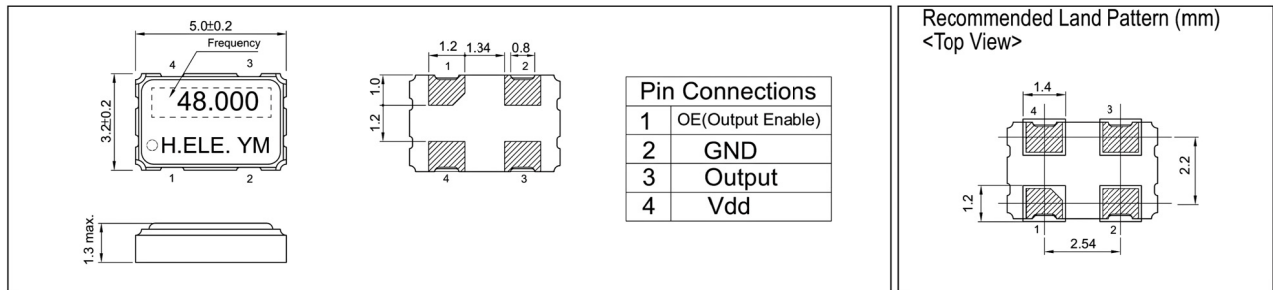 5.0±0.2
Frequency
4 3
48.000
H.ELE. YM
3.2±0.2
1 2
1.3 max.
1.2 1.34 0.8
1 2
1.0
1.2
4 3
Pin Connections
1 OE(Output Enable)
2 GND
3 Output
4 Vdd
Recommended Land Pattern (mm)
<Top View>
1.4
4 3
2.2
1.2
1 2
2.54